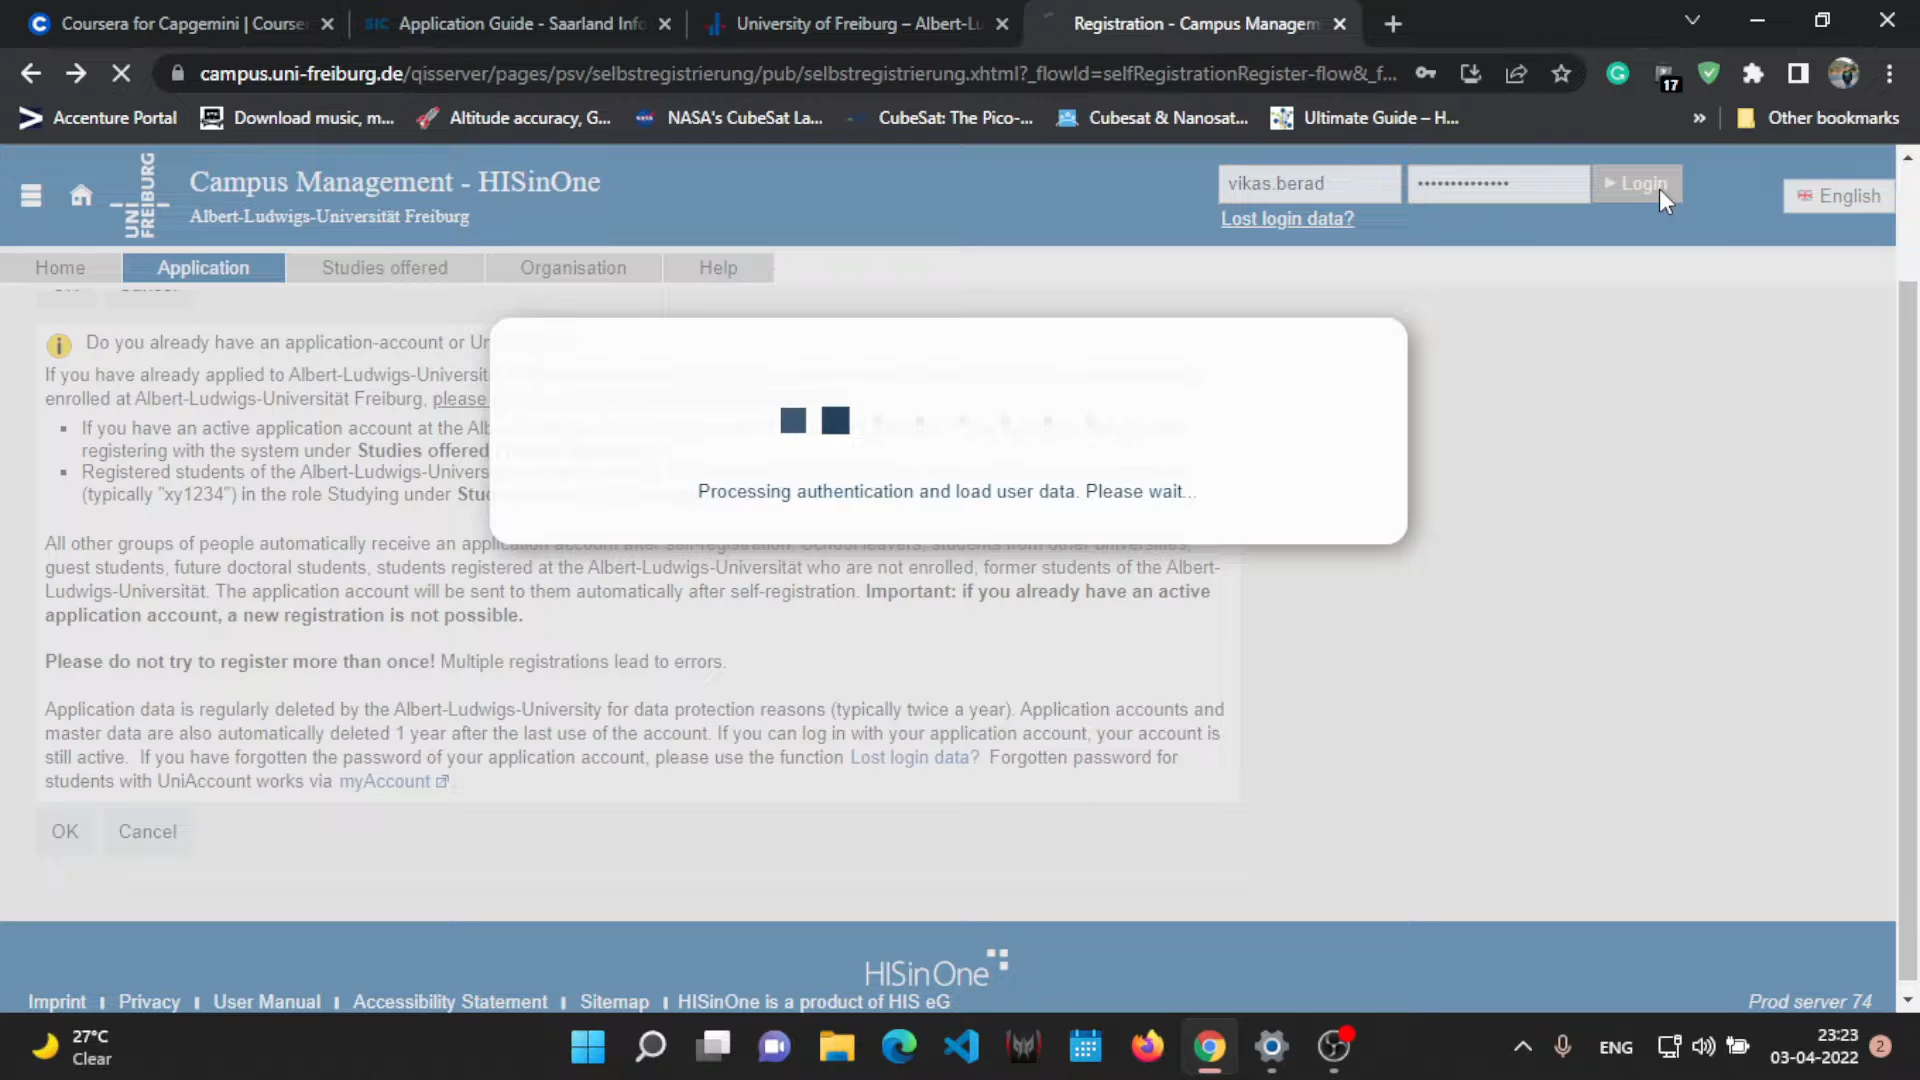 Coursera for Capgemini | Course
Application Guide - Saarland Info
University of Freiburg – Albert-Lu
Registration - Campus Managem
campus.uni-freiburg.de/qisserver/pages/psv/selbstregistrierung/pub/selbstregistrierung.xhtml?_flowId=selfRegistrationRegister-flow&_f...
17
Accenture Portal
Download music, m...
Altitude accuracy, G...
NASA's CubeSat La...
CubeSat: The Pico-...
Cubesat & Nanosat...
Ultimate Guide – H...
»
Other bookmarks
UNI
FREIBURG
Campus Management - HISinOne
Albert-Ludwigs-Universität Freiburg
vikas.berad
••••••••••••••
Login
Lost login data?
English
Home
Application
Studies offered
Organisation
Help
Do you already have an application-account or Un
If you have already applied to Albert-Ludwigs-Universit
enrolled at Albert-Ludwigs-Universität Freiburg, please
If you have an active application account at the Alb
registering with the system under Studies offered
Registered students of the Albert-Ludwigs-Univers
(typically "xy1234") in the role Studying under Stu
Processing authentication and load user data. Please wait...
All other groups of people automatically receive an application account after self-registration. School leavers, students from other universities,
guest students, future doctoral students, students registered at the Albert-Ludwigs-Universität who are not enrolled, former students of the Albert-
Ludwigs-Universität. The application account will be sent to them automatically after self-registration. Important: if you already have an active
application account, a new registration is not possible.
Please do not try to register more than once! Multiple registrations lead to errors.
Application data is regularly deleted by the Albert-Ludwigs-University for data protection reasons (typically twice a year). Application accounts and
master data are also automatically deleted 1 year after the last use of the account. If you can log in with your application account, your account is
still active. If you have forgotten the password of your application account, please use the function Lost login data? Forgotten password for
students with UniAccount works via myAccount
OK
Cancel
HISinOne
Imprint
Privacy
User Manual
Accessibility Statement
Sitemap
HISinOne is a product of HIS eG
Prod server 74
27°C
Clear
ENG
23:23
03-04-2022
2